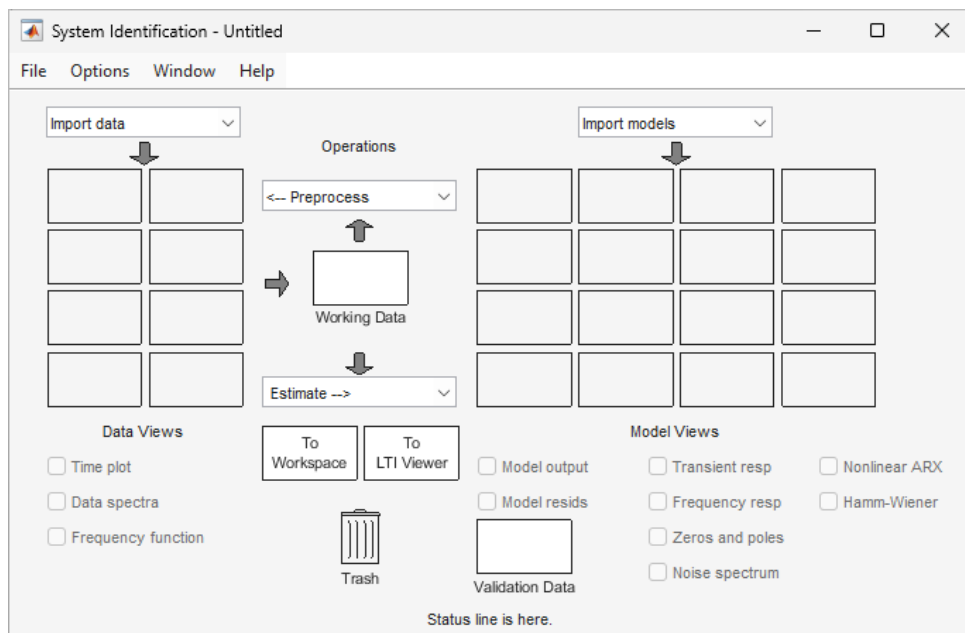 System Identification - Untitled
File Options Window Help
Import data
Import models
Operations
<-- Preprocess
Working Data
Estimate -->
Data Views
Model Views
To
Workspace
To
LTI Viewer
Time plot
Data spectra
Frequency function
Model output
Model resids
Transient resp
Frequency resp
Zeros and poles
Noise spectrum
Nonlinear ARX
Hamm-Wiener
Trash
Validation Data
Status line is here.